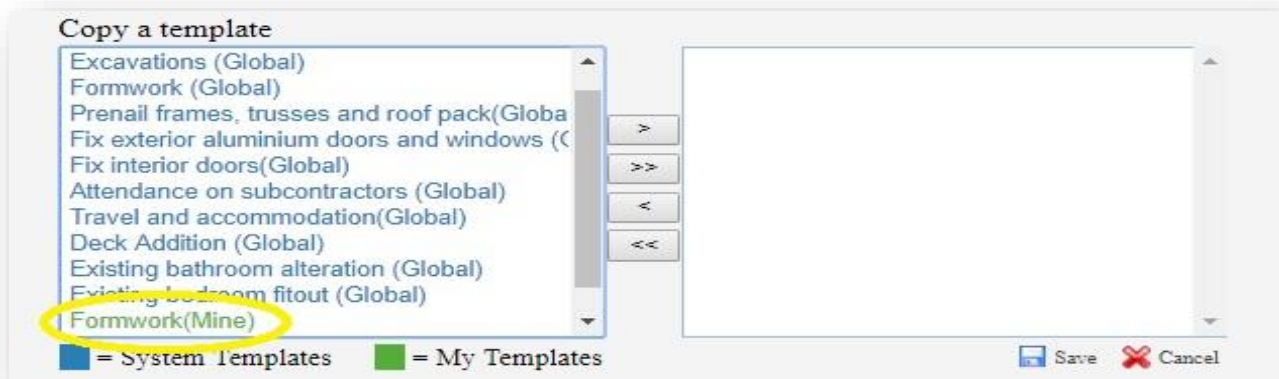 Copy a template
Excavations (Global)
Formwork (Global)
Prenail frames, trusses and roof pack(Globa
Fix exterior aluminium doors and windows ((
Fix interior doors(Global)
Attendance on subcontractors (Global)
Travel and accommodation(Global)
Deck Addition (Global)
Existing bathroom alteration (Global)
Existing bedroom fitout (Global)
Formwork(Mine)
>
>>
<
<<
= System Templates = My Templates
Save Cancel